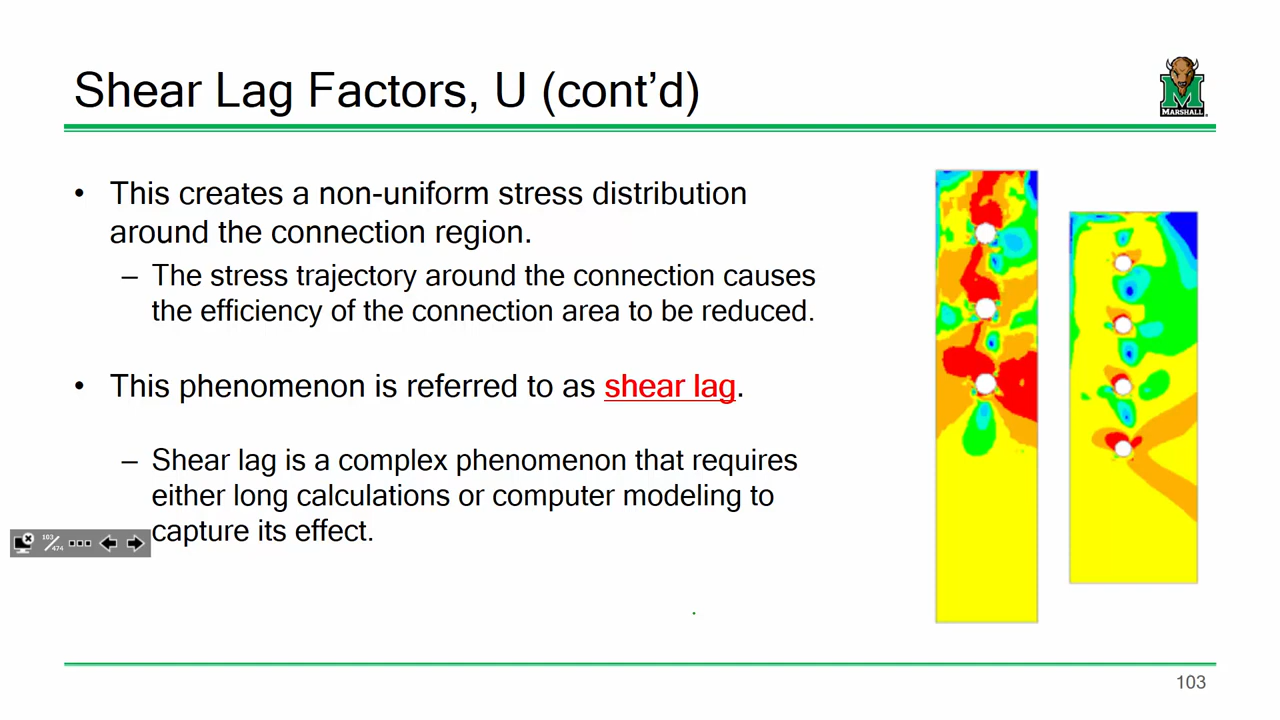 Shear Lag Factors, U (cont’d)
MARSHALL
• This creates a non-uniform stress distribution
around the connection region.
– The stress trajectory around the connection causes
the efficiency of the connection area to be reduced.
• This phenomenon is referred to as shear lag.
– Shear lag is a complex phenomenon that requires
either long calculations or computer modeling to
capture its effect.
103/474
103